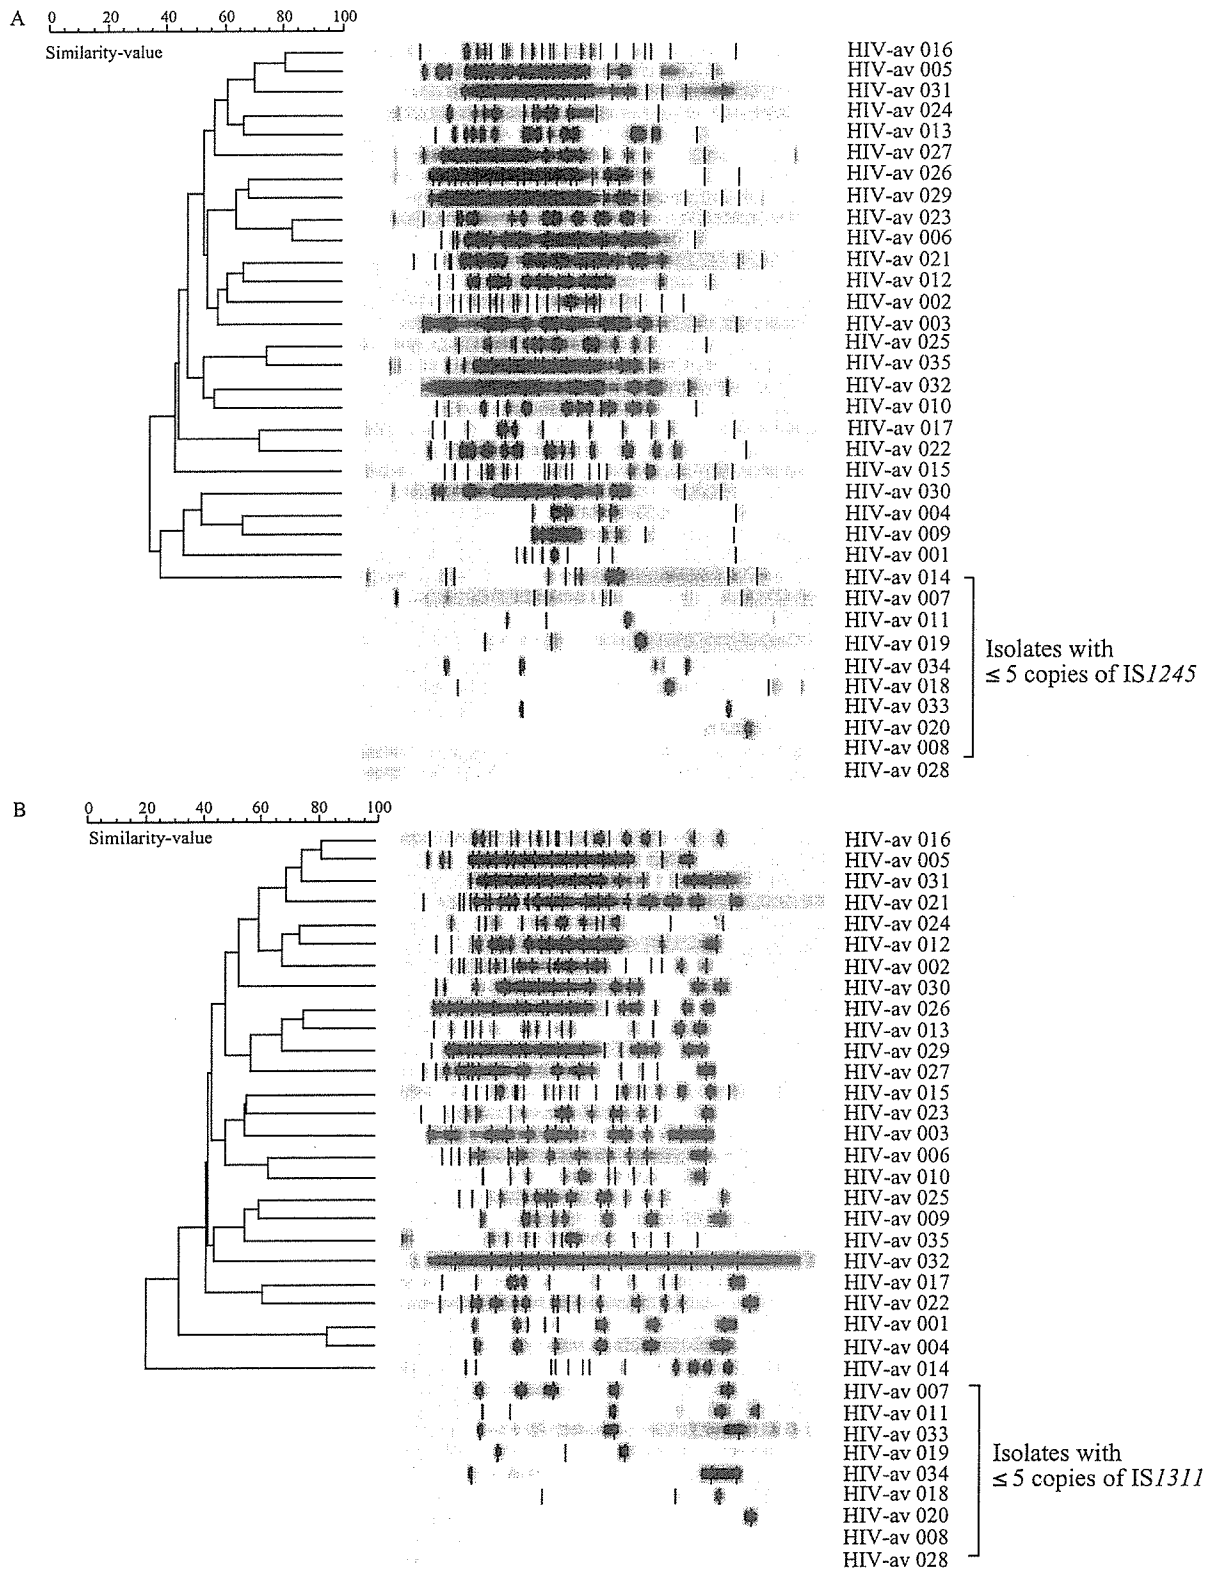 A
0 20 40 60 80 100
Similarity-value
HIV-av 016
HIV-av 005
HIV-av 031
HIV-av 024
HIV-av 013
HIV-av 027
HIV-av 026
HIV-av 029
HIV-av 023
HIV-av 006
HIV-av 021
HIV-av 012
HIV-av 002
HIV-av 003
HIV-av 025
HIV-av 035
HIV-av 032
HIV-av 010
HIV-av 017
HIV-av 022
HIV-av 015
HIV-av 030
HIV-av 004
HIV-av 009
HIV-av 001
HIV-av 014
HIV-av 007
HIV-av 011
HIV-av 019
HIV-av 034
HIV-av 018
HIV-av 033
HIV-av 020
HIV-av 008
HIV-av 028
Isolates with
≤ 5 copies of IS1245
B
0 20 40 60 80 100
Similarity-value
HIV-av 016
HIV-av 005
HIV-av 031
HIV-av 021
HIV-av 024
HIV-av 012
HIV-av 002
HIV-av 030
HIV-av 026
HIV-av 013
HIV-av 029
HIV-av 027
HIV-av 015
HIV-av 023
HIV-av 003
HIV-av 006
HIV-av 010
HIV-av 025
HIV-av 009
HIV-av 035
HIV-av 032
HIV-av 017
HIV-av 022
HIV-av 001
HIV-av 004
HIV-av 014
HIV-av 007
HIV-av 011
HIV-av 033
HIV-av 019
HIV-av 034
HIV-av 018
HIV-av 020
HIV-av 008
HIV-av 028
Isolates with
≤ 5 copies of IS1311